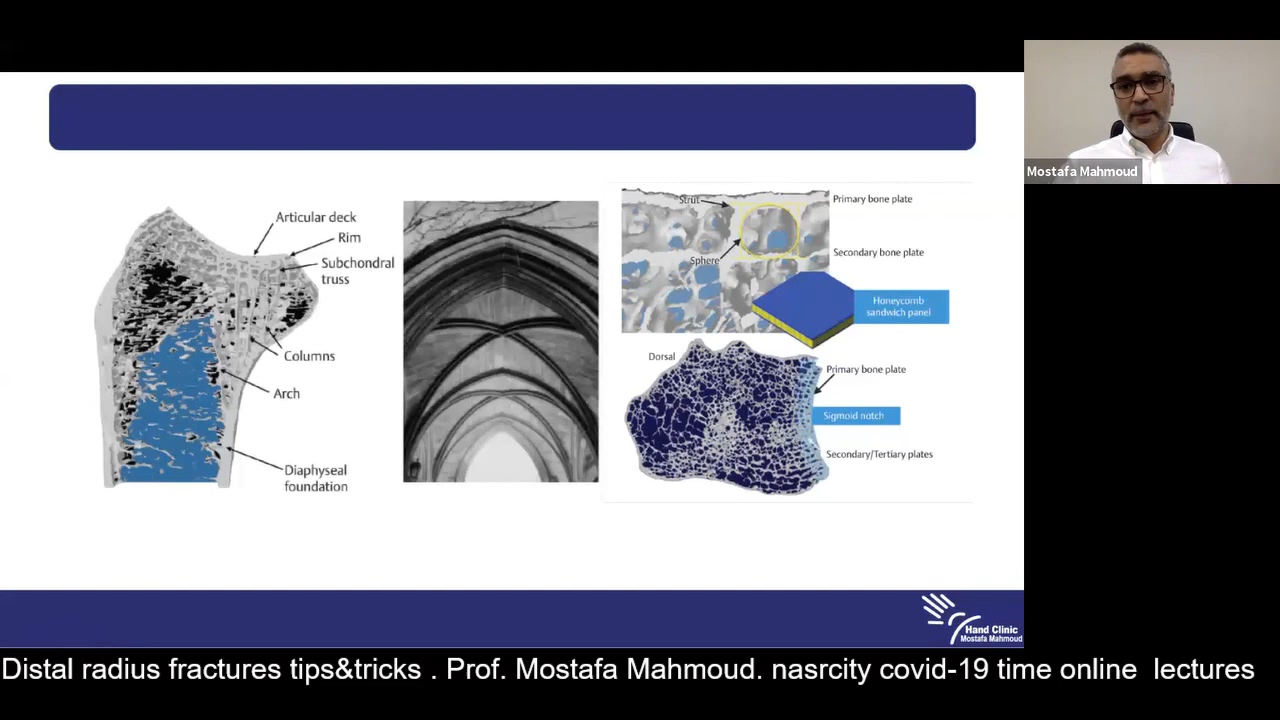 Articular deck
Rim
Subchondral
truss
Columns
Arch
Diaphyseal
foundation
Strut
Sphere
Primary bone plate
Secondary bone plate
Honeycomb
sandwich panel
Dorsal
Primary bone plate
Sigmoid notch
Secondary/Tertiary plates
Mostafa Mahmoud
Hand Clinic
Mostafa Mahmoud
Distal radius fractures tips&tricks . Prof. Mostafa Mahmoud. nasrcity covid-19 time online lectures